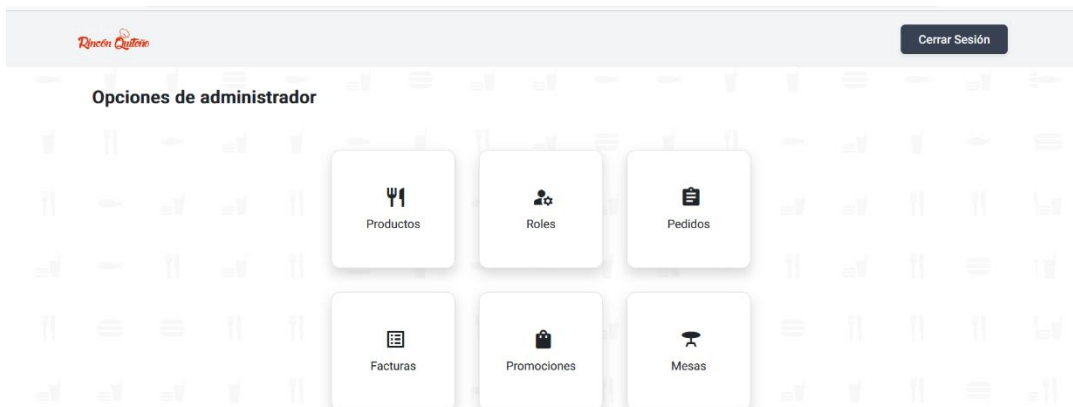 Rincón Quiteño
Cerrar Sesión
Opciones de administrador
Productos
Roles
Pedidos
Facturas
Promociones
Mesas